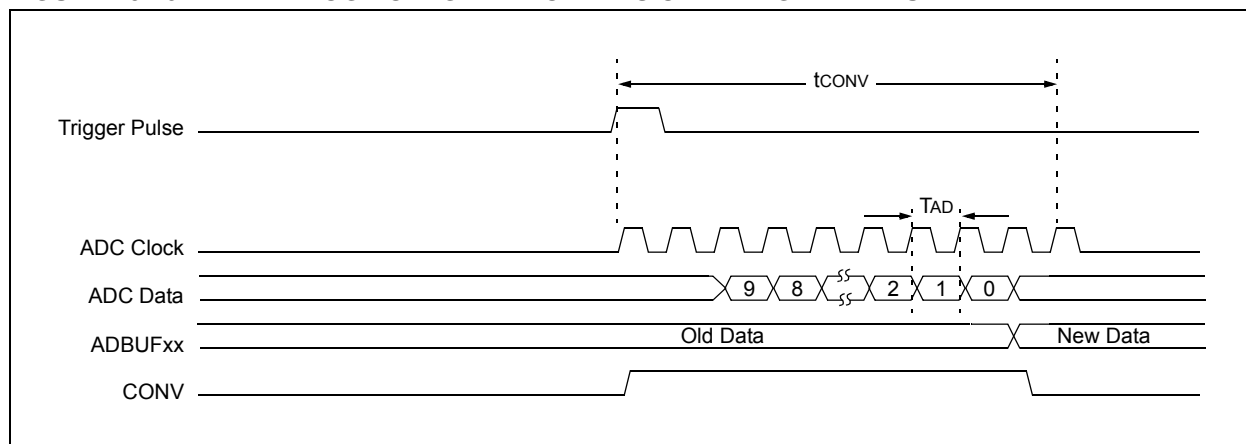 tCONV
Trigger Pulse
TAD
ADC Clock
ADC Data
9 8 2 1 0
ADBUFxx
Old Data New Data
CONV